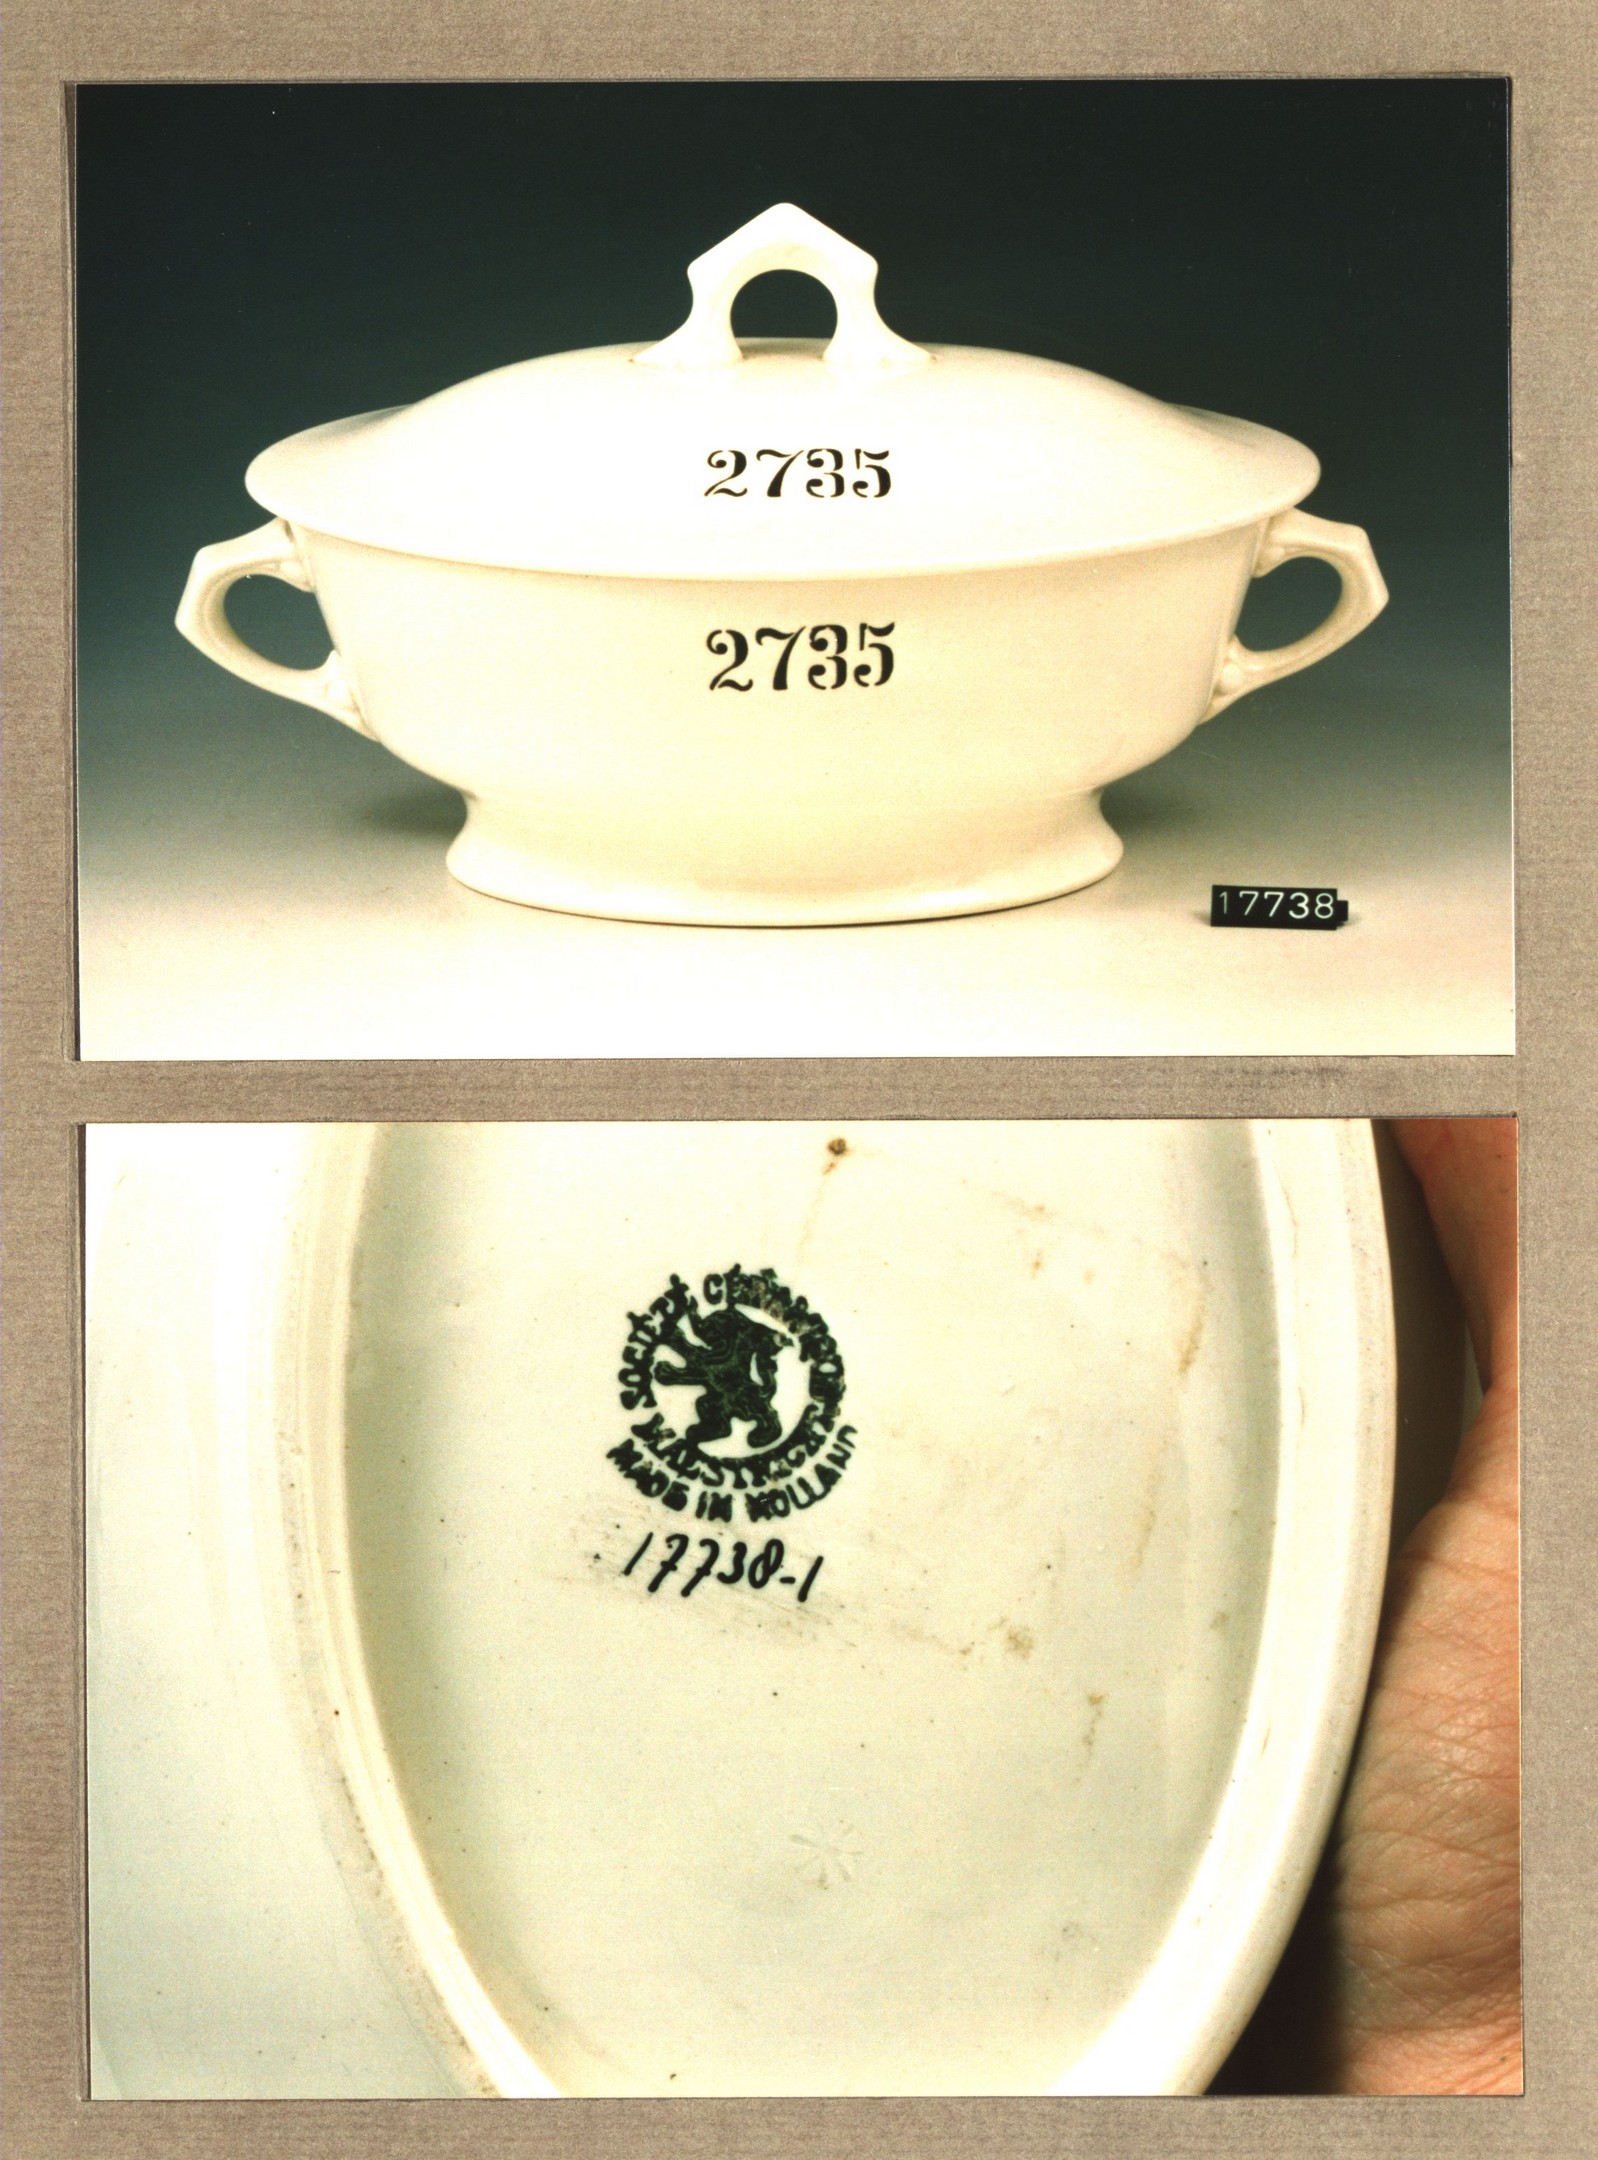 2735
2735
17738
SOCIÉTÉ CÉRAMIQUE
MAESTRICHT
MADE IN HOLLAND
17738-1